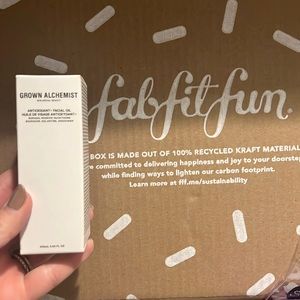 GROWN ALCHEMIST
ANTIOXIDANT+ FACIAL OIL
HUILE DE VISAGE ANTIOXYDANT+
fabfitfun.
BOX IS MADE OUT OF 100% RECYCLED KRAFT MATERIAL
e committed to delivering happiness and joy to your doorstep
while finding ways to lighten our carbon footprint.
Learn more at fff.me/sustainability